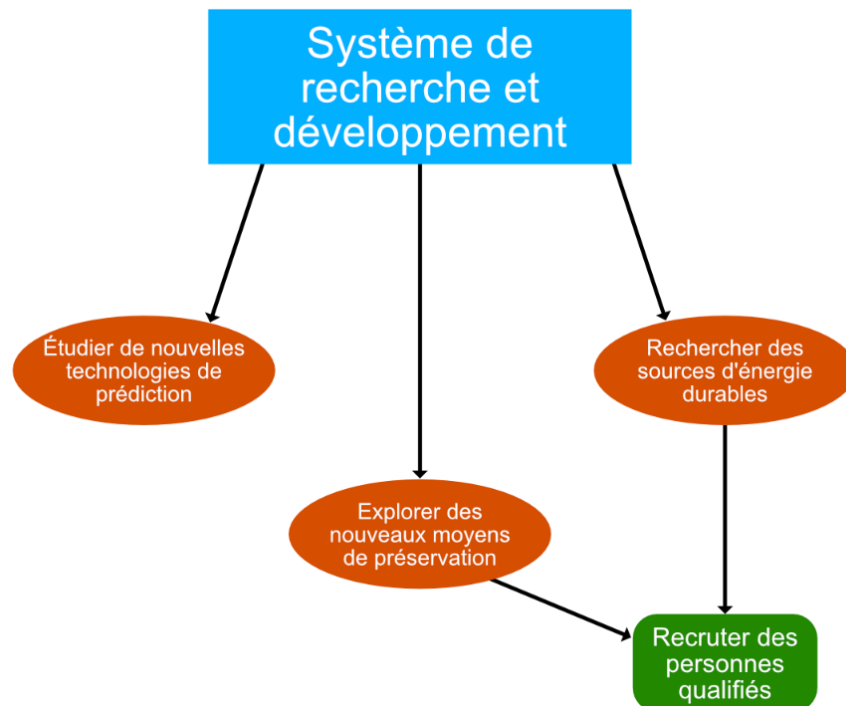 Système de
recherche et
développement
Étudier de nouvelles
technologies de
prédiction
Rechercher des
sources d'énergie
durables
Explorer des
nouveaux moyens
de préservation
Recruter des
personnes
qualifiés